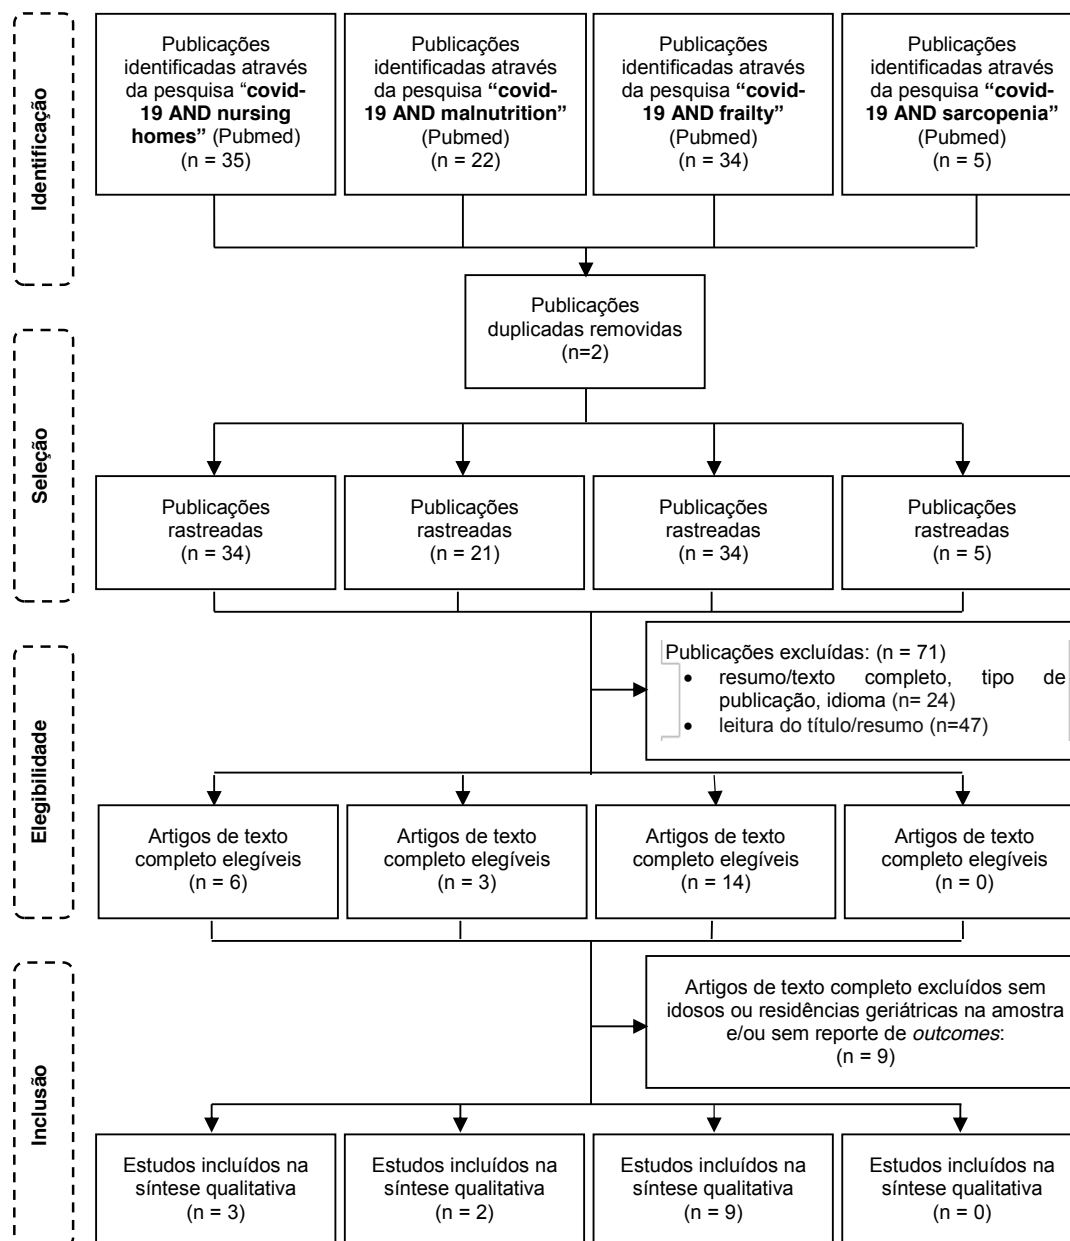 Identificação
Publicações
identificadas através
da pesquisa “covid-
19 AND nursing
homes” (Pubmed)
(n = 35)
Publicações
identificadas através
da pesquisa “covid-
19 AND malnutrition”
(Pubmed)
(n = 22)
Publicações
identificadas através
da pesquisa “covid-
19 AND frailty”
(Pubmed)
(n = 34)
Publicações
identificadas através
da pesquisa “covid-
19 AND sarcopenia”
(Pubmed)
(n = 5)
Publicações
duplicadas removidas
(n=2)
Seleção
Publicações
rastreadas
(n = 34)
Publicações
rastreadas
(n = 21)
Publicações
rastreadas
(n = 34)
Publicações
rastreadas
(n = 5)
Publicações excluídas: (n = 71)
• resumo/texto completo, tipo de
publicação, idioma (n= 24)
• leitura do título/resumo (n=47)
Elegibilidade
Artigos de texto
completo elegíveis
(n = 6)
Artigos de texto
completo elegíveis
(n = 3)
Artigos de texto
completo elegíveis
(n = 14)
Artigos de texto
completo elegíveis
(n = 0)
Artigos de texto completo excluídos sem
idosos ou residências geriátricas na amostra
e/ou sem reporte de outcomes:
(n = 9)
Inclusão
Estudos incluídos na
síntese qualitativa
(n = 3)
Estudos incluídos na
síntese qualitativa
(n = 2)
Estudos incluídos na
síntese qualitativa
(n = 9)
Estudos incluídos na
síntese qualitativa
(n = 0)